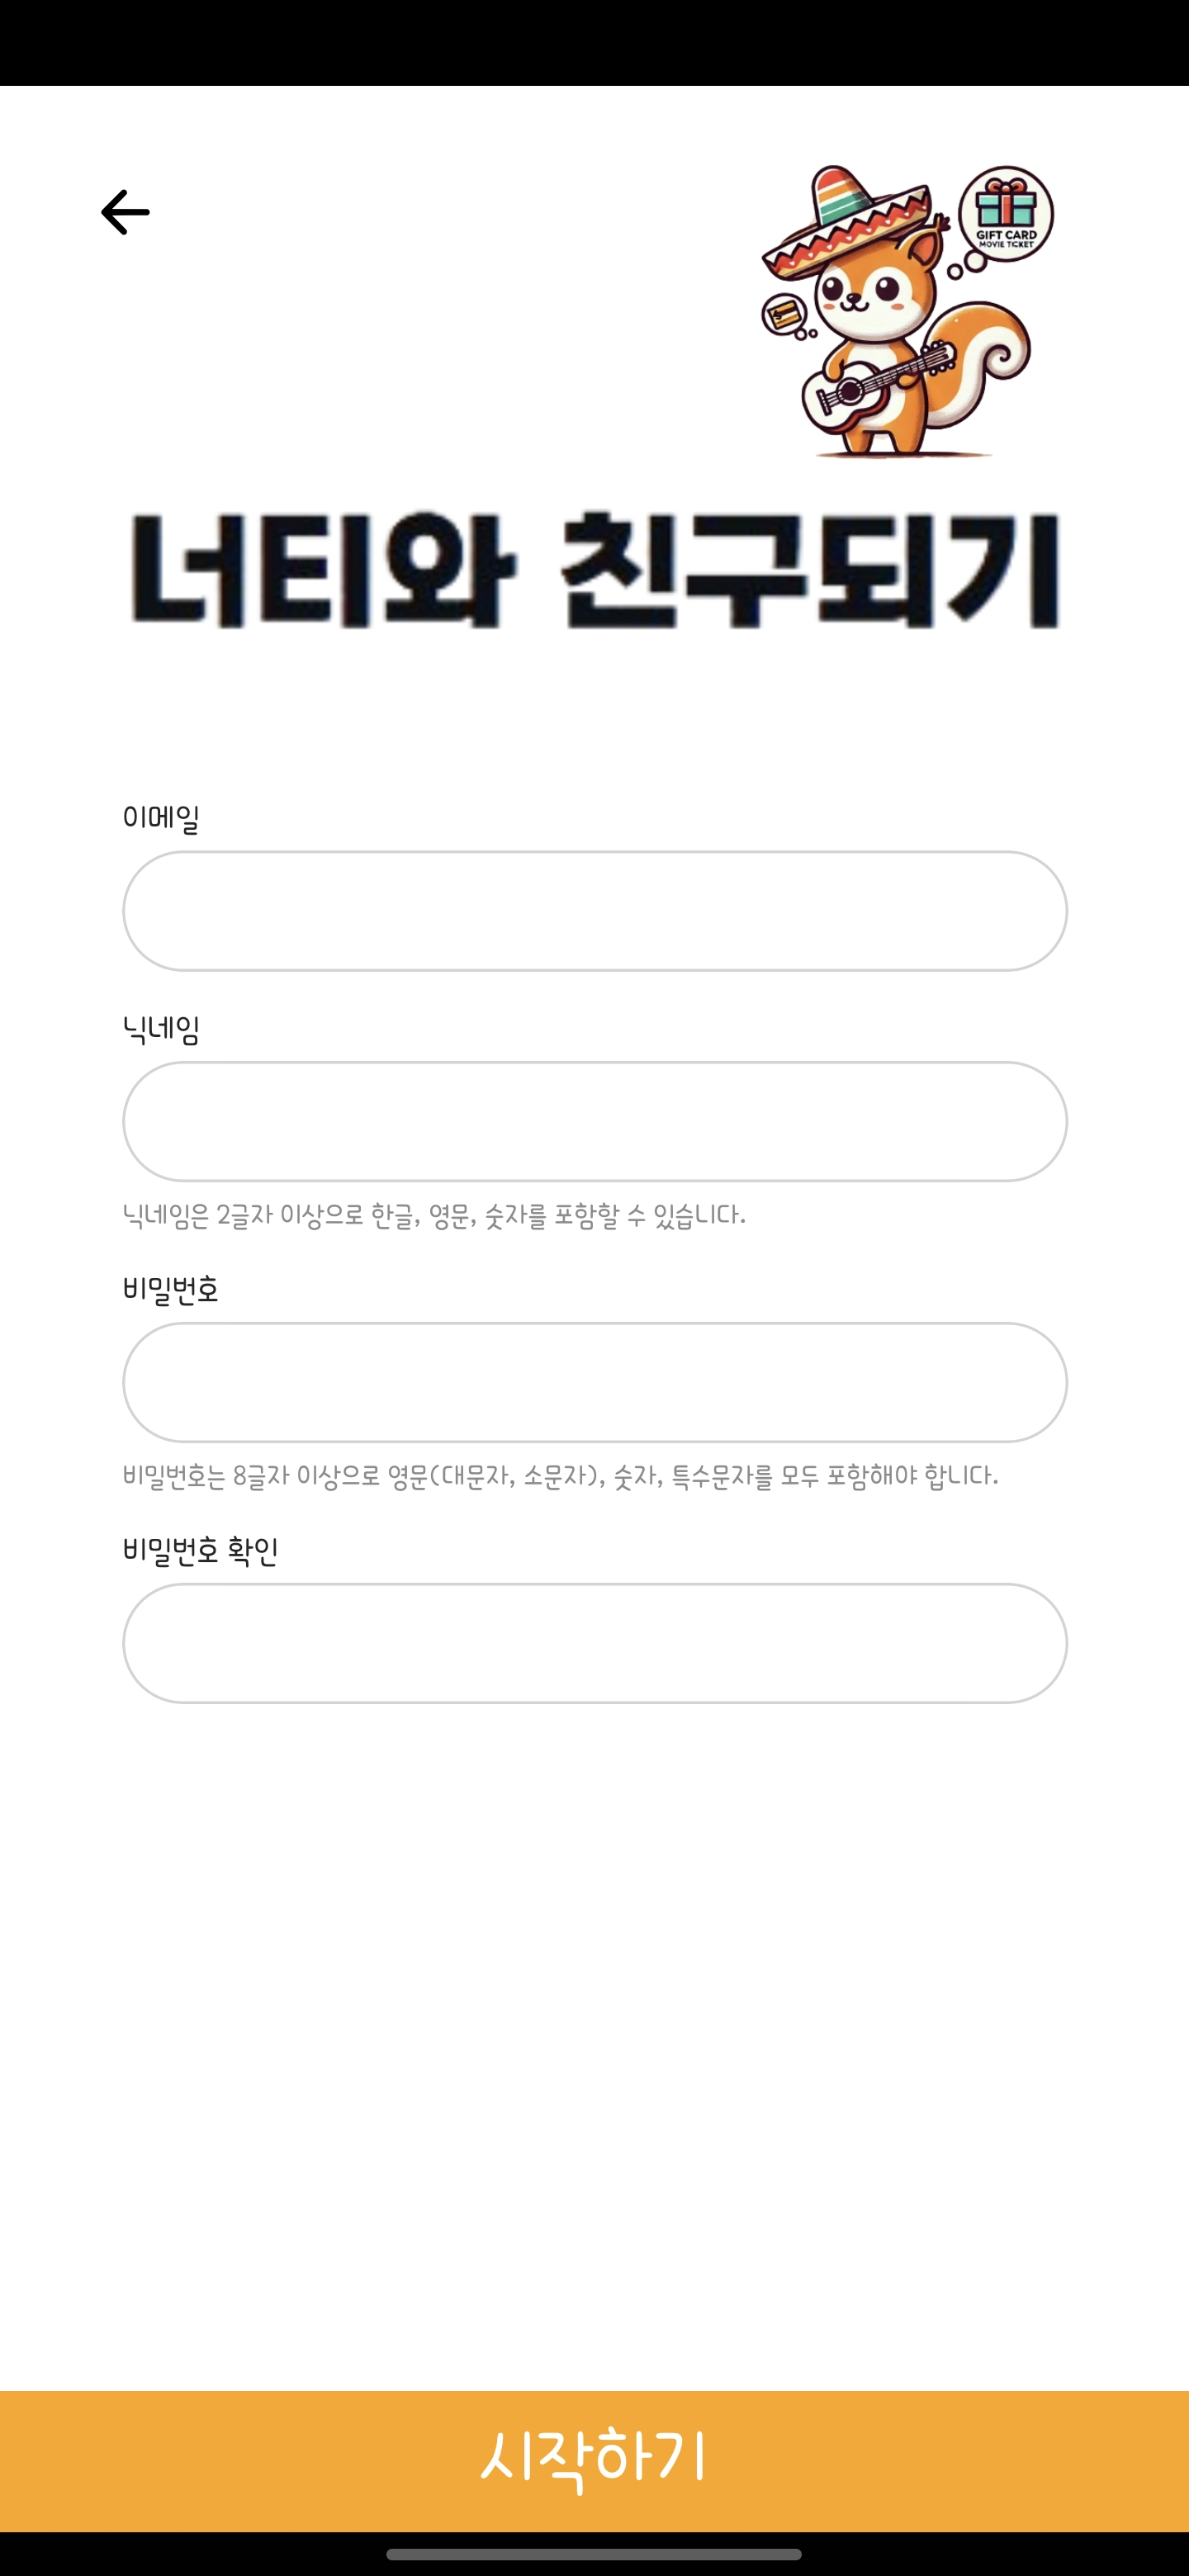 GIFT CARD
MOVIE TICKET
너티와 친구되기
이메일
닉네임
닉네임은 2글자 이상으로 한글, 영문, 숫자를 포함할 수 있습니다.
비밀번호
비밀번호는 8글자 이상으로 영문(대문자, 소문자), 숫자, 특수문자를 모두 포함해야 합니다.
비밀번호 확인
시작하기